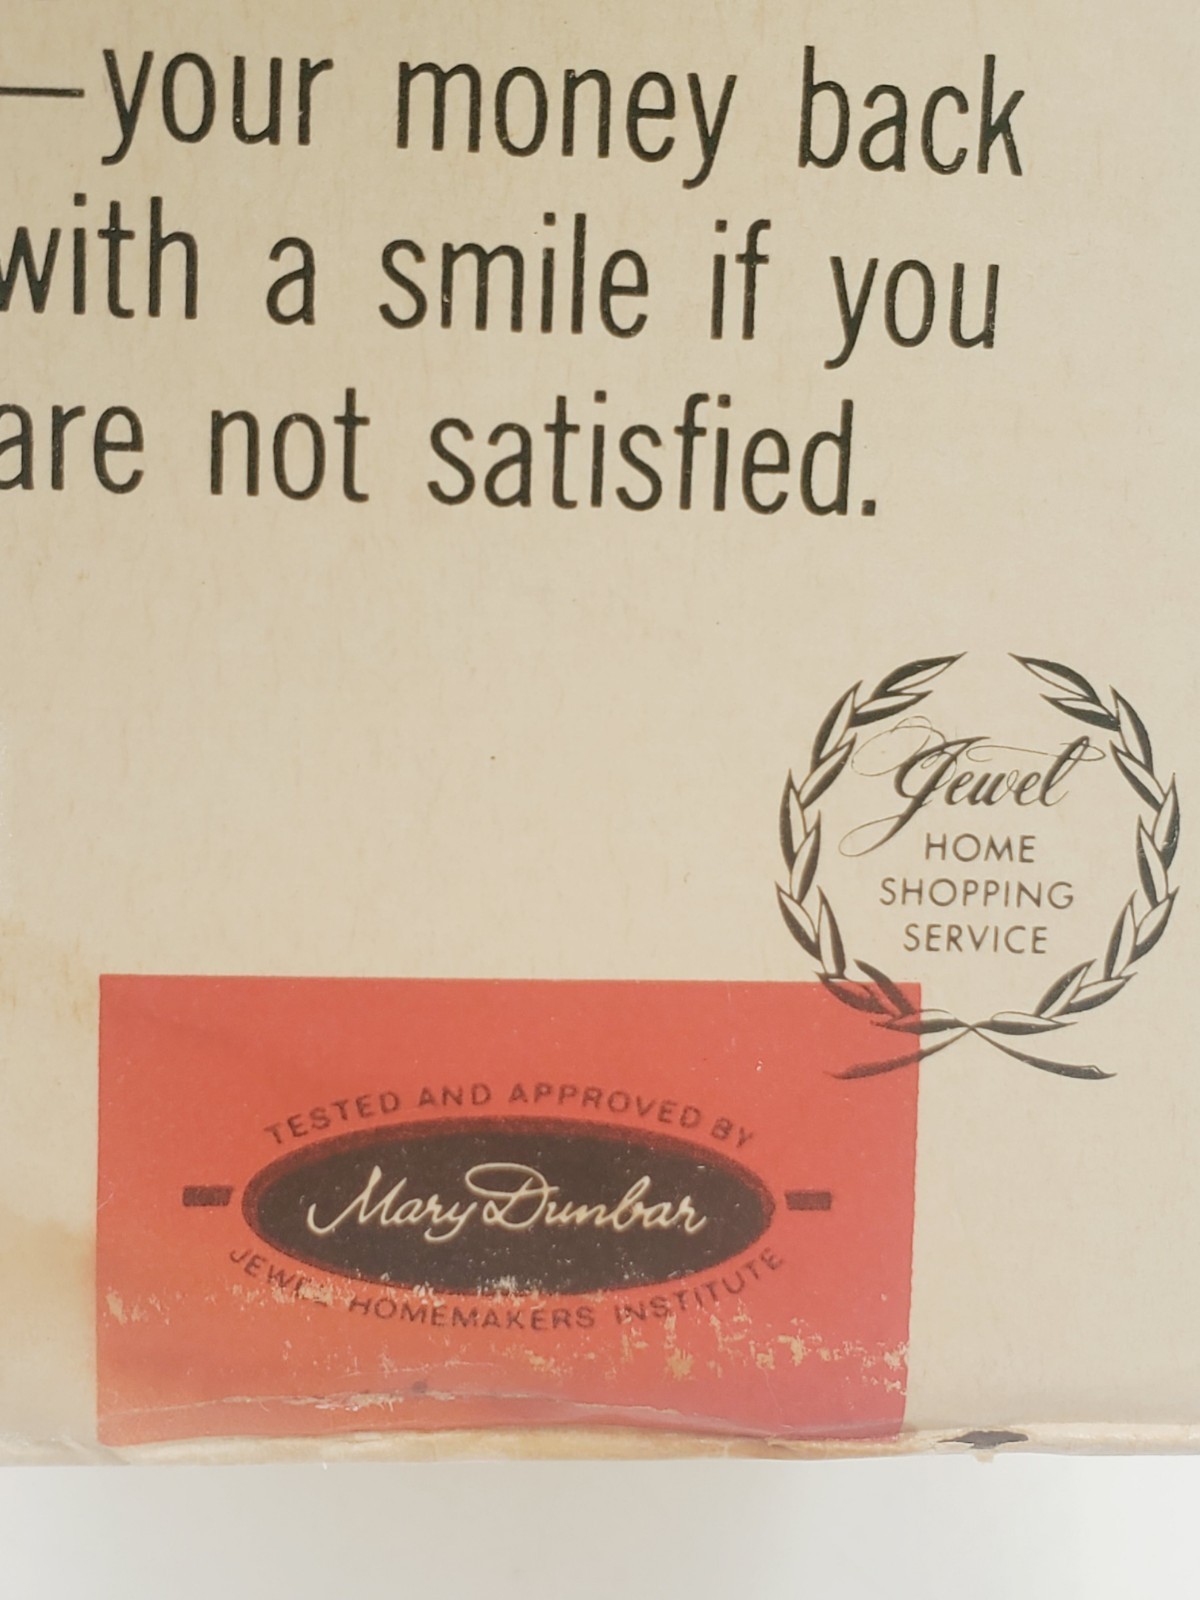 —your money back
with a smile if you
are not satisfied.
Jewel
HOME
SHOPPING
SERVICE
TESTED AND APPROVED BY
Mary Dunbar
JEWEL HOMEMAKERS INSTITUTE